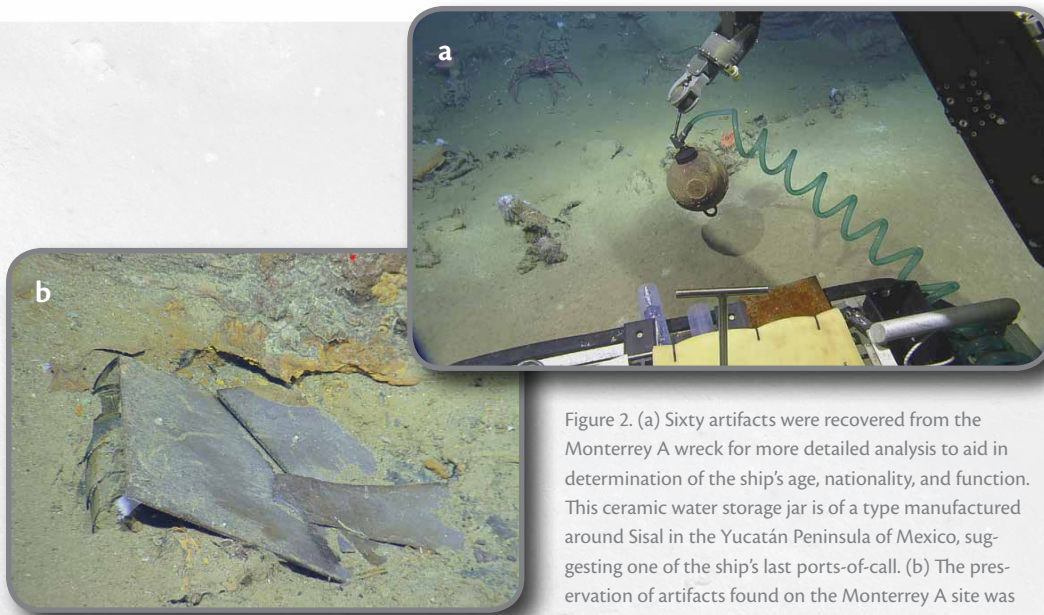 a
b
Figure 2. (a) Sixty artifacts were recovered from the
Monterrey A wreck for more detailed analysis to aid in
determination of the ship's age, nationality, and function.
This ceramic water storage jar is of a type manufactured
around Sisal in the Yucatán Peninsula of Mexico, sug-
gesting one of the ship's last ports-of-call. (b) The pres-
ervation of artifacts found on the Monterrey A site was